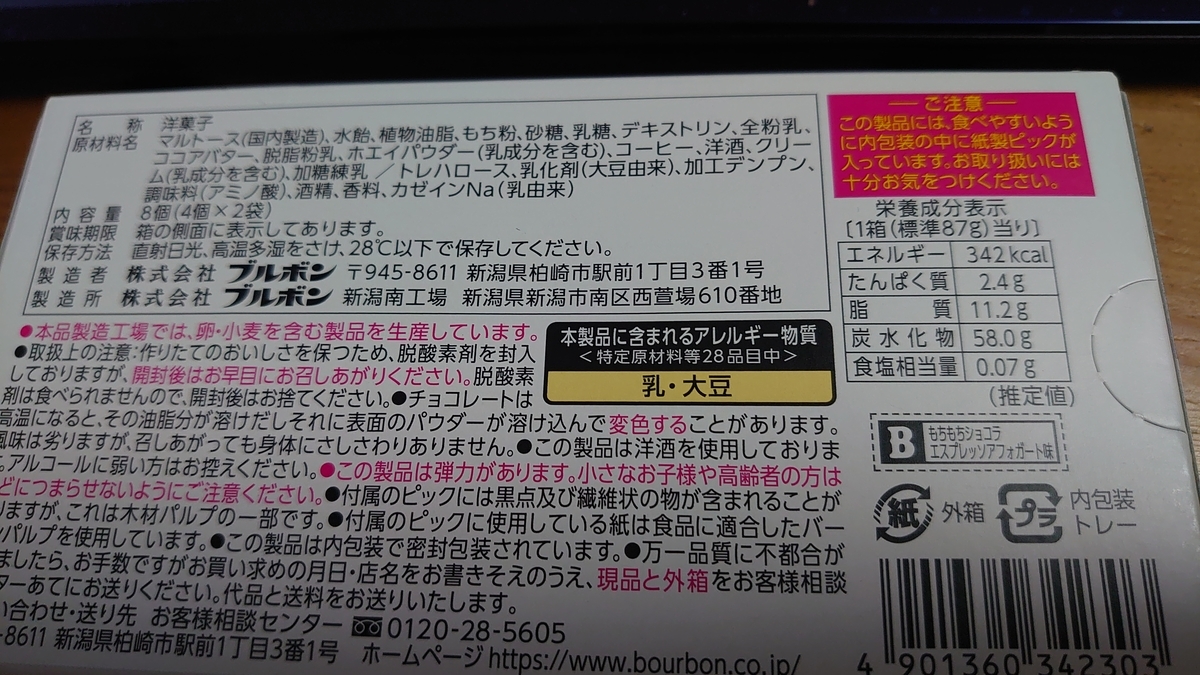 名称 洋菓子
原材料名 マルトース(国内製造)、水飴、植物油脂、もち粉、砂糖、乳糖、デキストリン、全粉乳、
ココアバター、脱脂粉乳、ホエイパウダー(乳成分を含む)、コーヒー、洋酒、クリー
ム(乳成分を含む)、加糖練乳／トレハロース、乳化剤(大豆由来)、加工デンプン、
調味料(アミノ酸)、酒精、香料、カゼインNa(乳由来)
内容量 8個(4個×2袋)
賞味期限 箱の側面に表示してあります。
保存方法 直射日光、高温多湿をさけ、28℃以下で保存してください。
製造者 株式会社 ブルボン 〒945-8611 新潟県柏崎市駅前1丁目3番1号
製造所 株式会社 ブルボン 新潟南工場 新潟県新潟市南区西萱場610番地
●本品製造工場では、卵・小麦を含む製品を生産しています。
●取扱上の注意:作りたてのおいしさを保つため、脱酸素剤を封入
しておりますが、開封後はお早目にお召しあがりください。脱酸素
剤は食べられませんので、開封後はお捨てください。●チョコレートは
高温になると、その油脂分が溶けだしそれに表面のパウダーが溶け込んで変色することがあります。
風味は劣りますが、召しあがっても身体にさしさわりありません。●この製品は洋酒を使用しておりま
。アルコールに弱い方はお控えください。●この製品は弾力があります。小さなお子様や高齢者の方は
どにつまらせないようにご注意ください。●付属のピックには黒点及び繊維状の物が含まれることが
りますが、これは木材パルプの一部です。●付属のピックに使用している紙は食品に適合したバー
ンパルプを使用しています。●この製品は内包装で密封包装されています。●万一品質に不都合が
ましたら、お手数ですがお買い求めの月日・店名をお書きそえのうえ、現品と外箱をお客様相談
ターあてにお送りください。代品と送料をお送りいたします。
い合わせ・送り先 お客様相談センター 0120-28-5605
-8611 新潟県柏崎市駅前1丁目3番1号 ホームページ https://www.bourbon.co.jp/
本製品に含まれるアレルギー物質
＜特定原材料等28品目中＞
乳・大豆
ご注意
この製品には、食べやすいよう
に内包装の中に紙製ピックが
入っています。お取り扱いには
十分お気をつけください。
栄養成分表示
[1箱(標準87g)当り]
エネルギー 342kcal
たんぱく質 2.4g
脂質 11.2g
炭水化物 58.0g
食塩相当量 0.07g
(推定値)
B もちもちショコラ
エスプレッソアフォガート味
紙 外箱
プラ 内包装
トレー
4 901360 342303